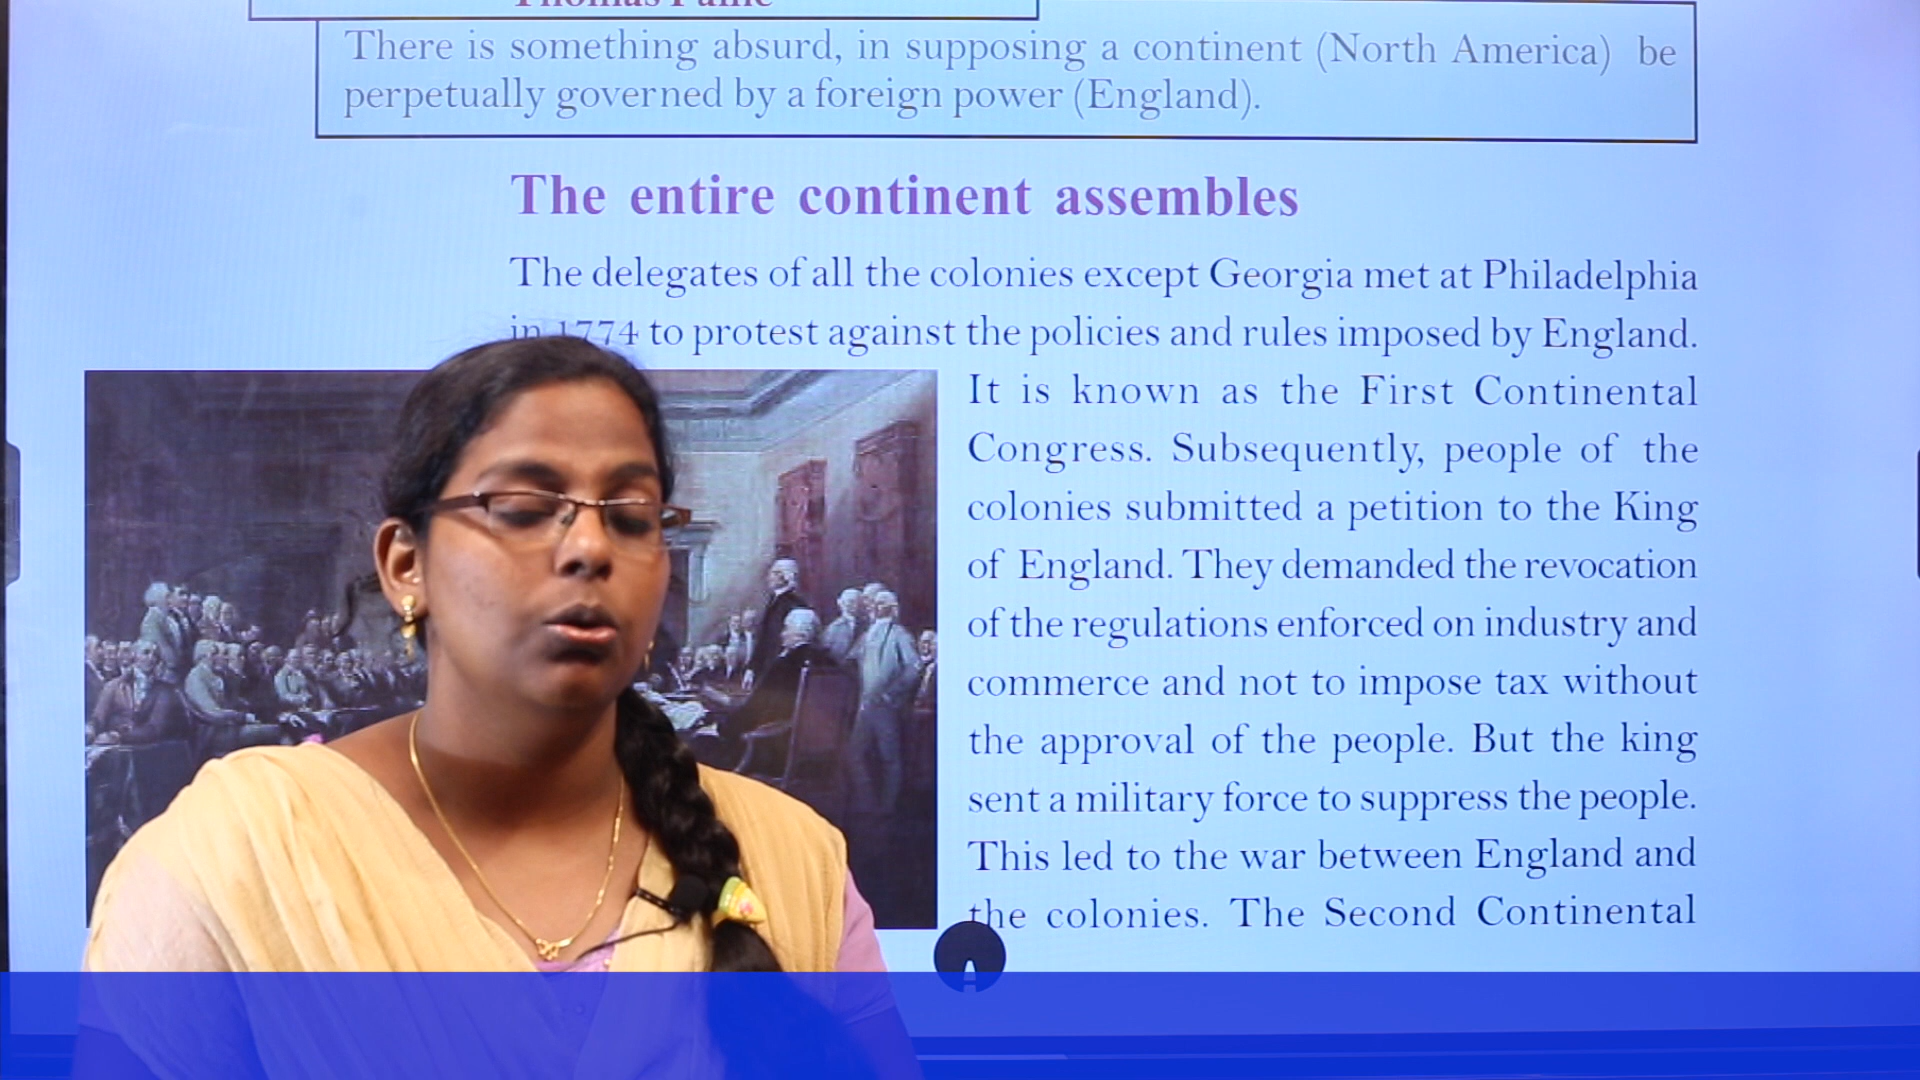 Thomas Paine
There is something absurd, in supposing a continent (North America) be
perpetually governed by a foreign power (England).
The entire continent assembles
The delegates of all the colonies except Georgia met at Philadelphia
in 1774 to protest against the policies and rules imposed by England.
It is known as the First Continental
Congress. Subsequently, people of the
colonies submitted a petition to the King
of England. They demanded the revocation
of the regulations enforced on industry and
commerce and not to impose tax without
the approval of the people. But the king
sent a military force to suppress the people.
This led to the war between England and
the colonies. The Second Continental